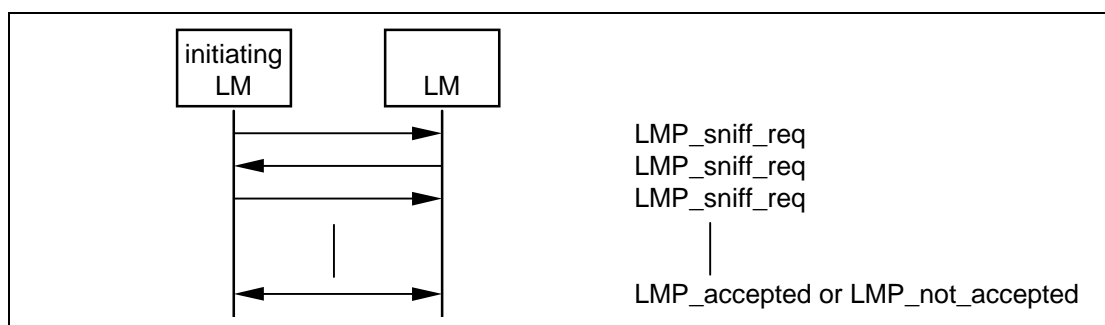 initiating
LM
LM
LMP_sniff_req
LMP_sniff_req
LMP_sniff_req
LMP_accepted or LMP_not_accepted